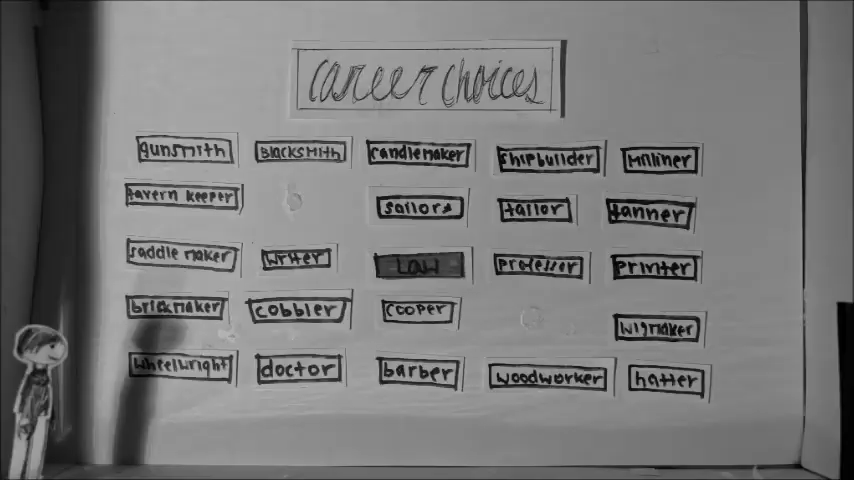 career choices
gunsmith blacksmith candlemaker shipbuilder milliner
tavern keeper sailors tailor tanner
saddle maker writer Law professor printer
brickmaker cobbler cooper wigmaker
wheelwright doctor barber woodworker hatter